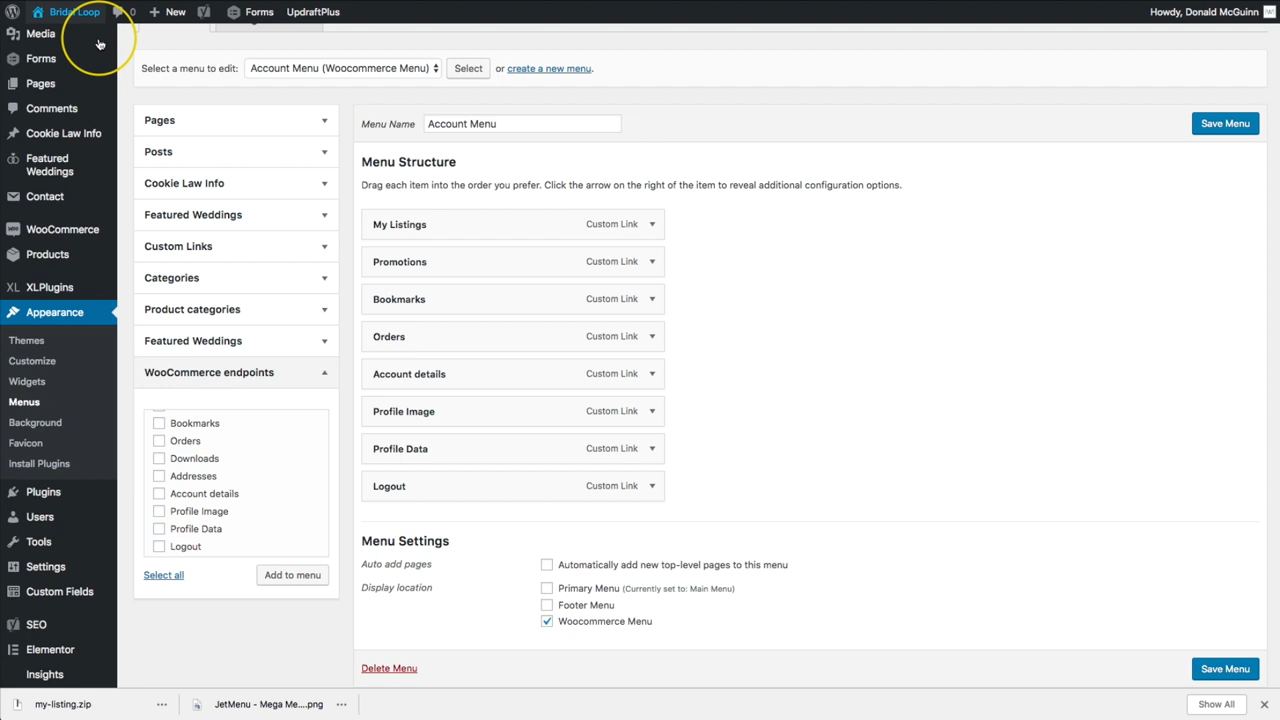 Bridal Loop 0 New Forms UpdraftPlus Howdy, Donald McGuinn
Media
Forms
Pages
Comments
Cookie Law Info
Featured
Weddings
Contact
WooCommerce
Products
XLPlugins
Appearance
Themes
Customize
Widgets
Menus
Background
Favicon
Install Plugins
Plugins
Users
Tools
Settings
Custom Fields
SEO
Elementor
Insights
Select a menu to edit: Account Menu (Woocommerce Menu) Select or create a new menu.
Pages
Posts
Cookie Law Info
Featured Weddings
Custom Links
Categories
Product categories
Featured Weddings
WooCommerce endpoints
Bookmarks
Orders
Downloads
Addresses
Account details
Profile Image
Profile Data
Logout
Select all Add to menu
Menu Name Account Menu Save Menu
Menu Structure
Drag each item into the order you prefer. Click the arrow on the right of the item to reveal additional configuration options.
My Listings Custom Link
Promotions Custom Link
Bookmarks Custom Link
Orders Custom Link
Account details Custom Link
Profile Image Custom Link
Profile Data Custom Link
Logout Custom Link
Menu Settings
Auto add pages Automatically add new top-level pages to this menu
Display location Primary Menu (Currently set to: Main Menu)
Footer Menu
Woocommerce Menu
Delete Menu Save Menu
my-listing.zip JetMenu - Mega Me....png Show All